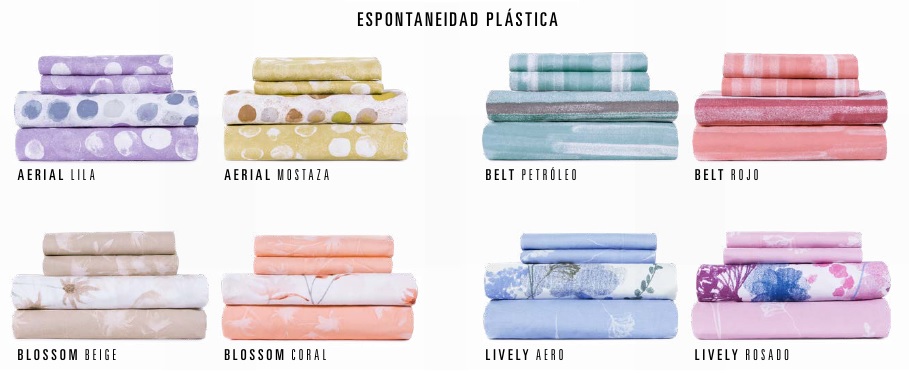 ESPONTANEIDAD PLÁSTICA
AERIAL LILA
AERIAL MOSTAZA
BELT PETRÓLEO
BELT ROJO
BLOSSOM BEIGE
BLOSSOM CORAL
LIVELY AERO
LIVELY ROSADO